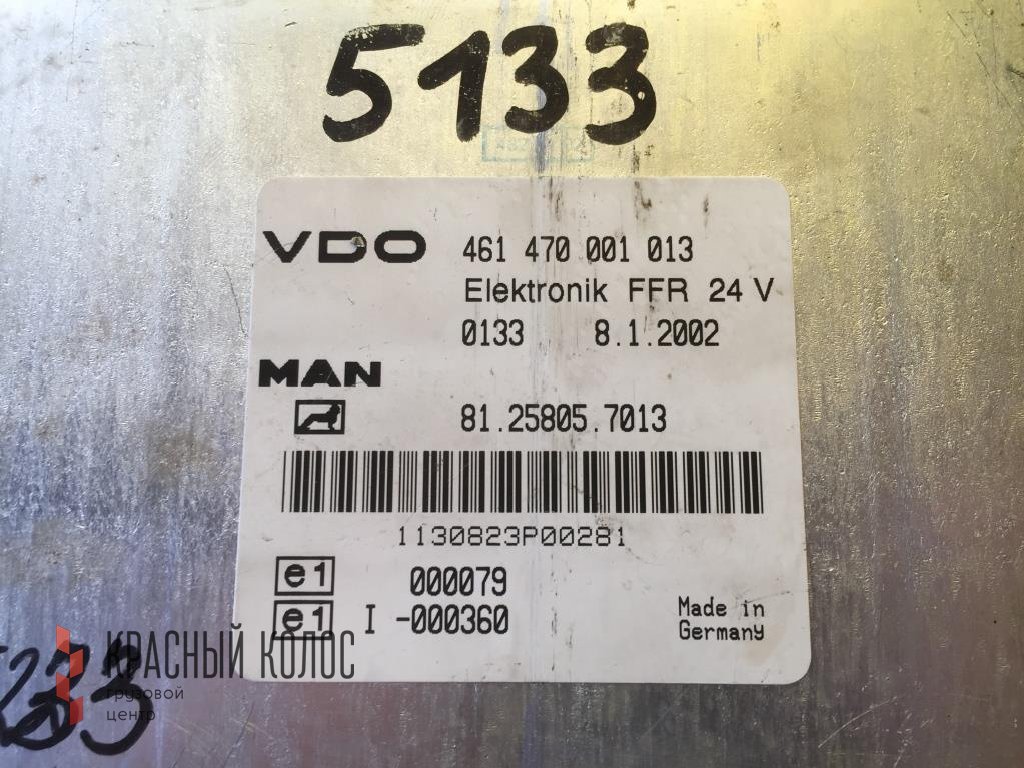 5133
VDO 461 470 001 013
Elektronik FFR 24 V
0133 8.1.2002
MAN
81.25805.7013
1130823P00281
e1 000079
e1 I -000360
Made in
Germany
КРАСНЫЙ КОЛОС
грузовой
центр